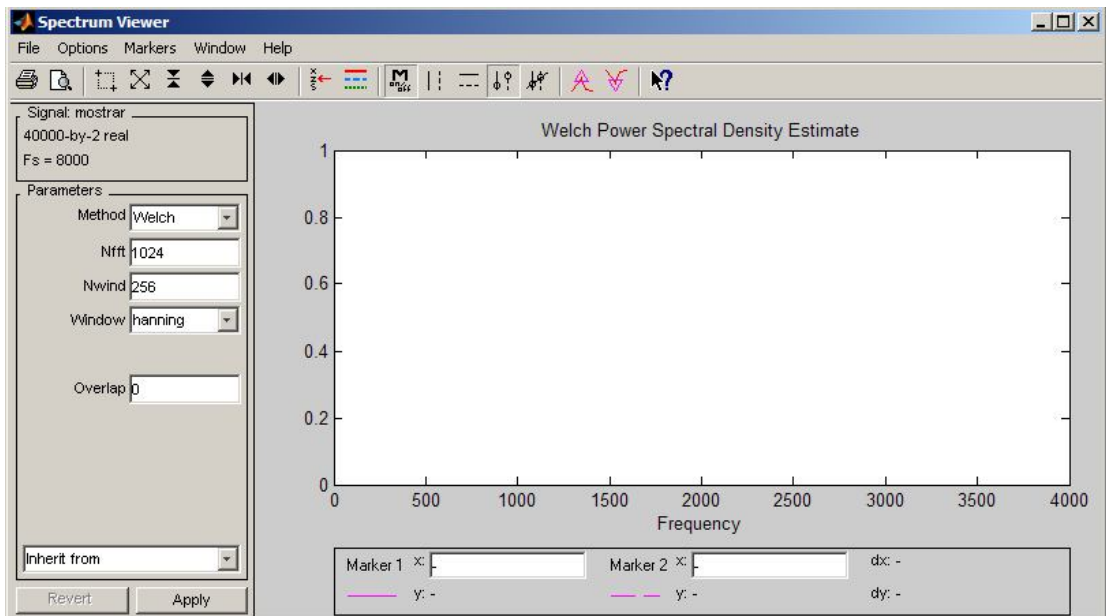 Spectrum Viewer
File Options Markers Window Help
M
on/off
Signal: mostrar
40000-by-2 real
Fs = 8000
Parameters
Method Welch
Nfft 1024
Nwind 256
Window hanning
Overlap 0
Inherit from
Revert Apply
Welch Power Spectral Density Estimate
1
0.8
0.6
0.4
0.2
0
0 500 1000 1500 2000 2500 3000 3500 4000
Frequency
Marker 1 x: - Marker 2 x: - dx: -
y: - y: - dy: -